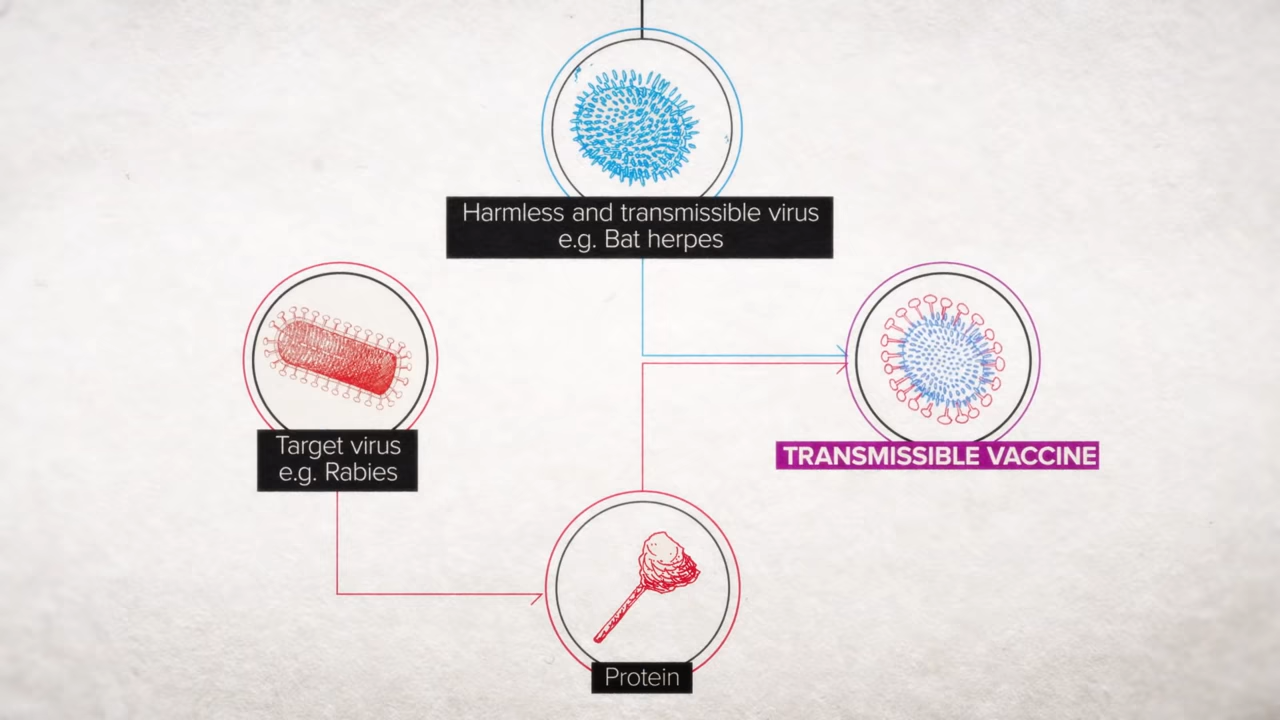 Harmless and transmissible virus
e.g. Bat herpes
Target virus
e.g. Rabies
TRANSMISSIBLE VACCINE
Protein